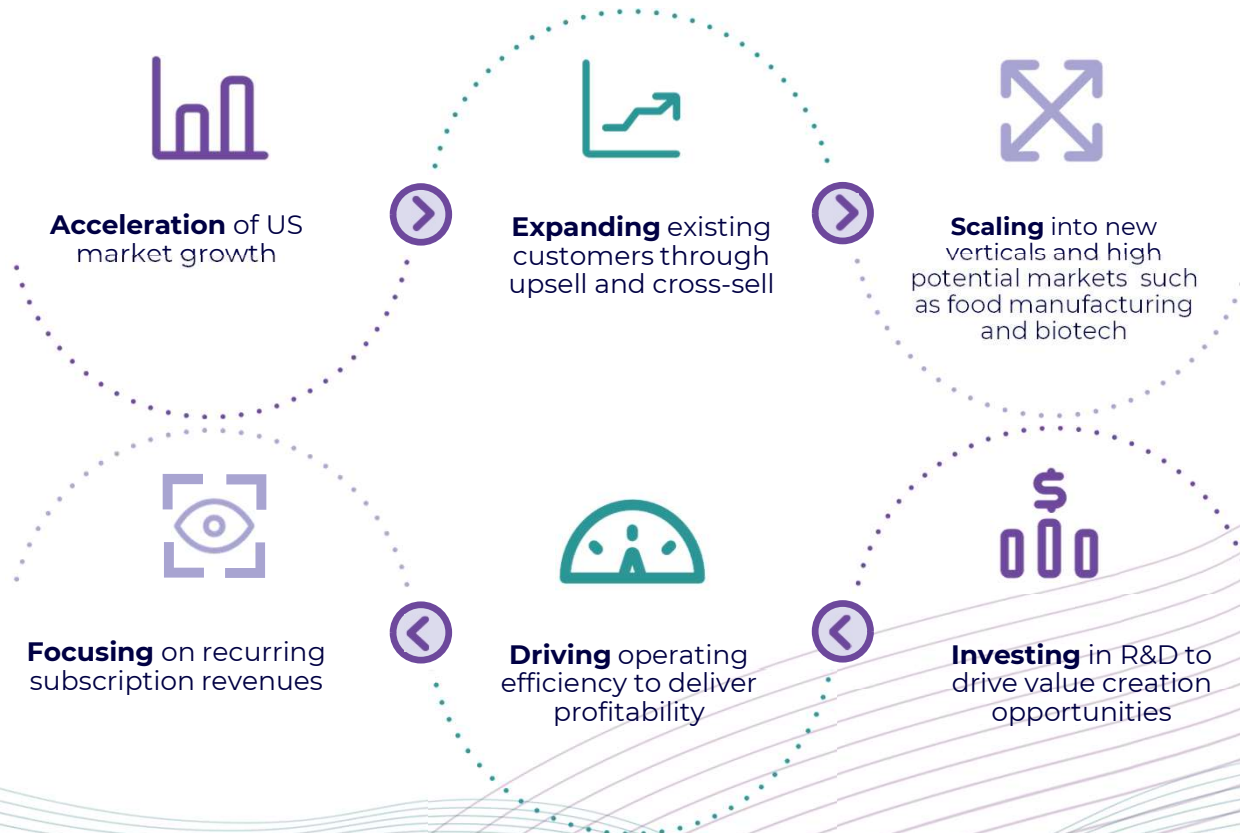 Acceleration of US
market growth
Expanding existing
customers through
upsell and cross-sell
Scaling into new
verticals and high
potential markets such
as food manufacturing
and biotech
Focusing on recurring
subscription revenues
Driving operating
efficiency to deliver
profitability
$
Investing in R&D to
drive value creation
opportunities